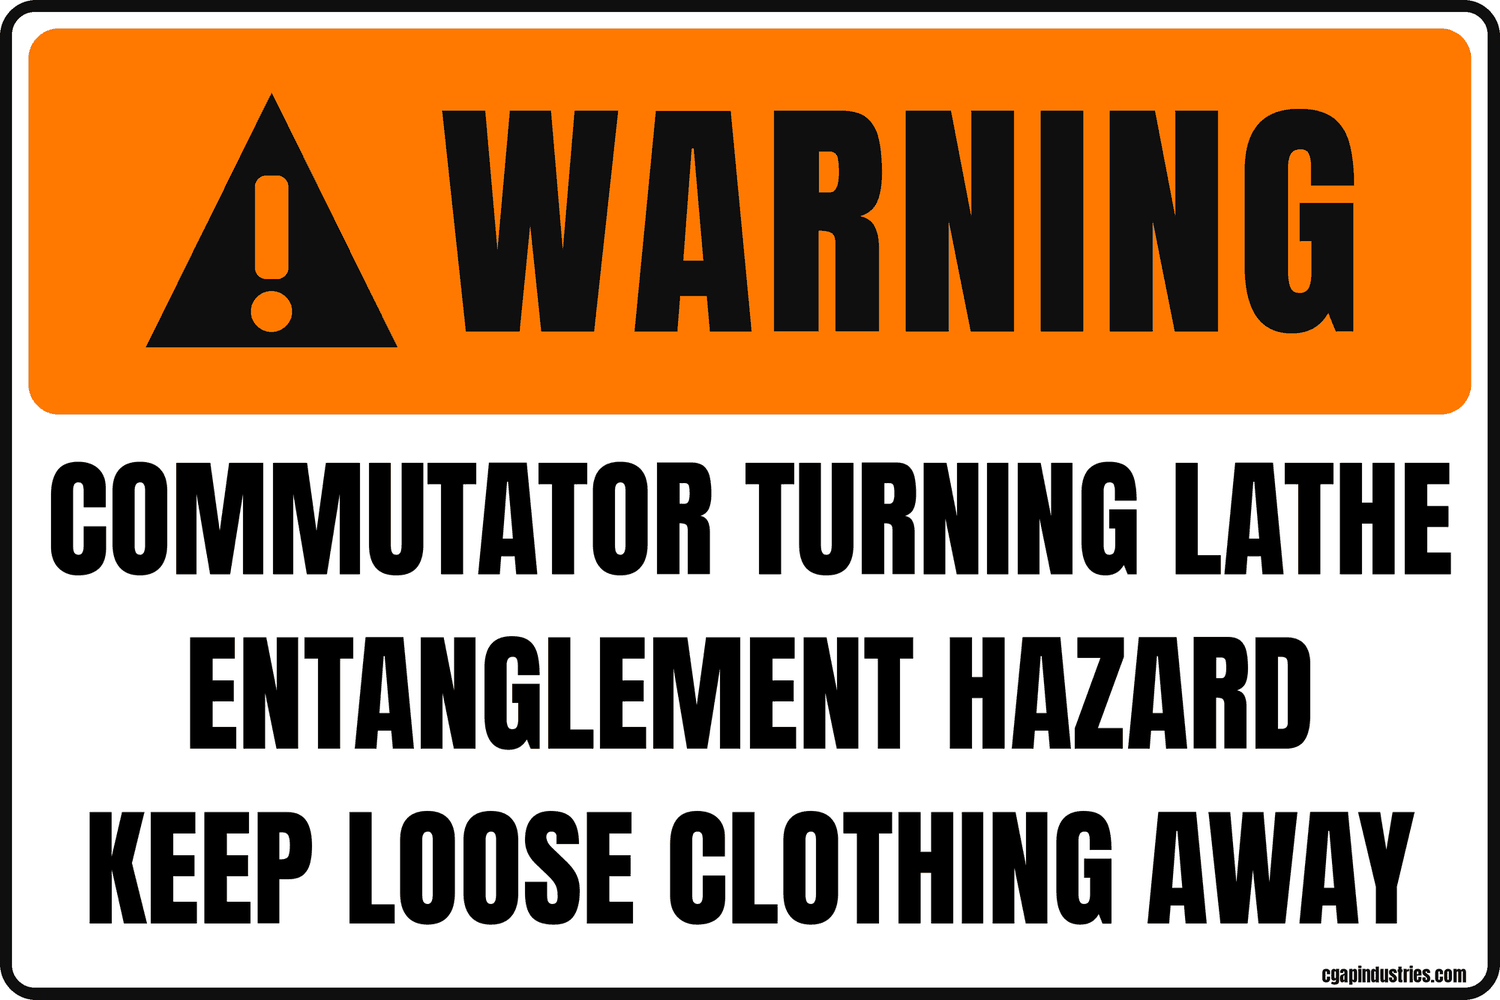 WARNING
COMMUTATOR TURNING LATHE
ENTANGLEMENT HAZARD
KEEP LOOSE CLOTHING AWAY
cgapindustries.com